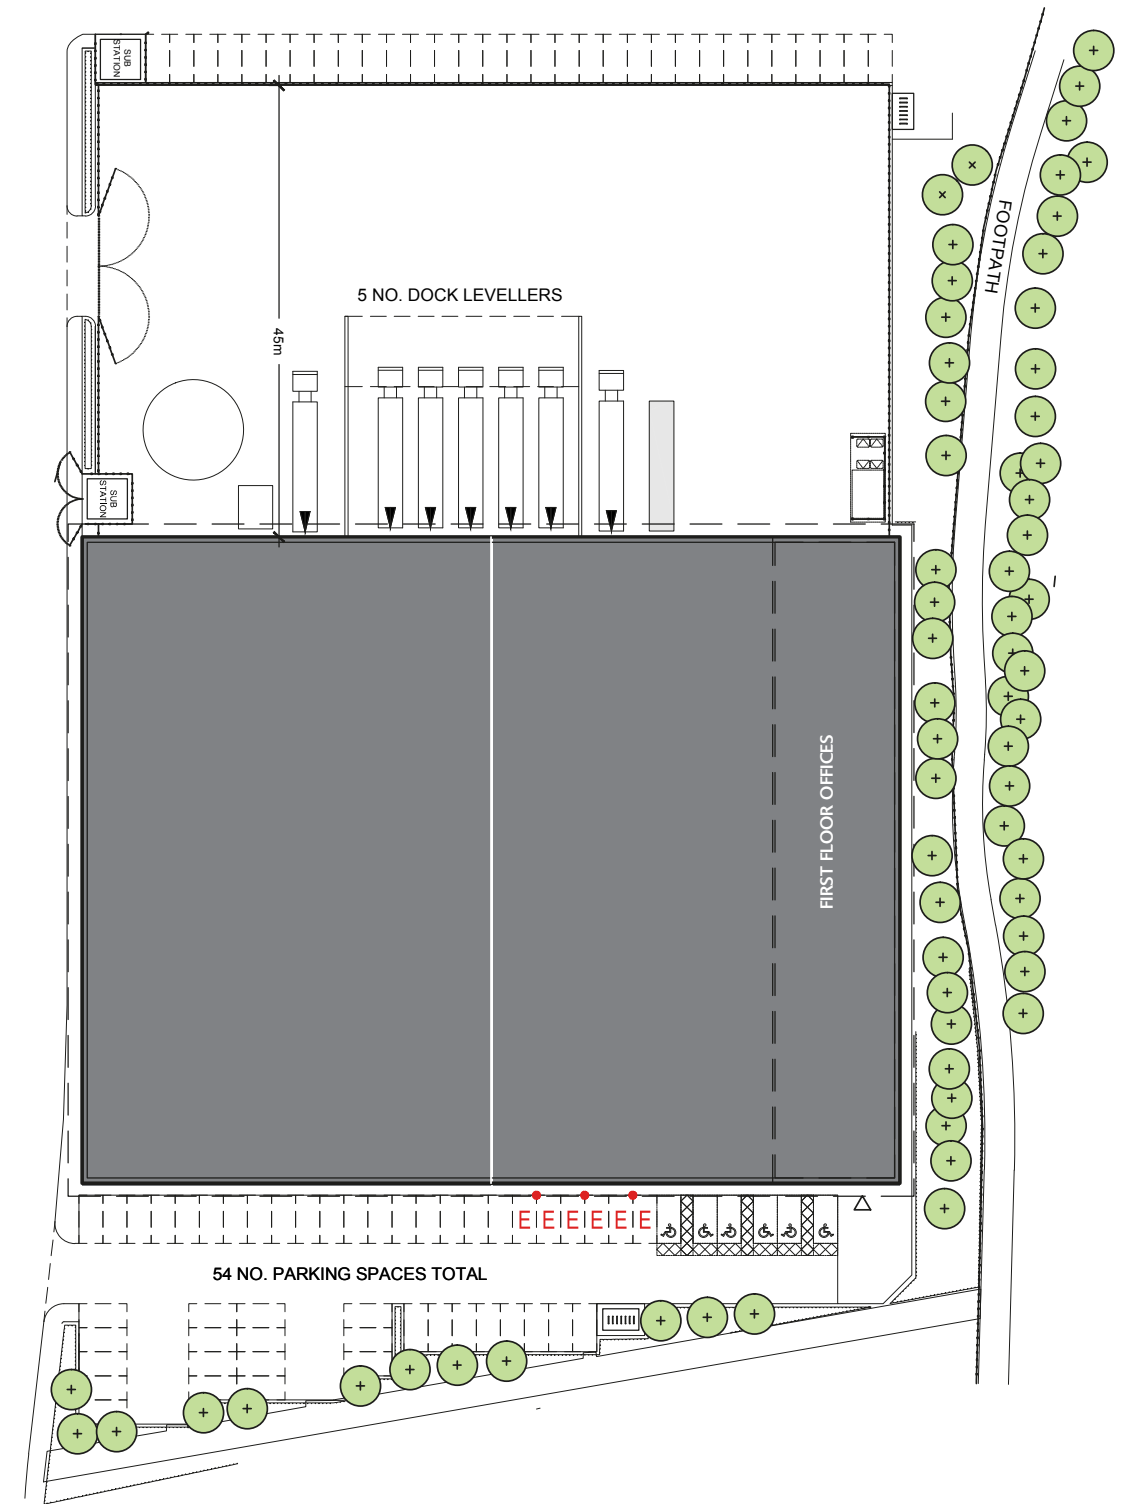 SUB
STATION
FOOTPATH
5 NO. DOCK LEVELLERS
45m
SUB
STATION
FIRST FLOOR OFFICES
E E E E E E
54 NO. PARKING SPACES TOTAL